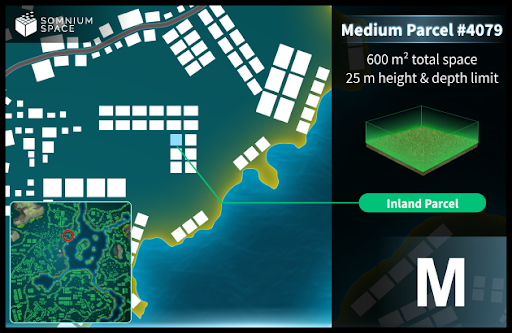 SOMNIUM
SPACE
Medium Parcel #4079
600 m² total space
25 m height & depth limit
Inland Parcel
M